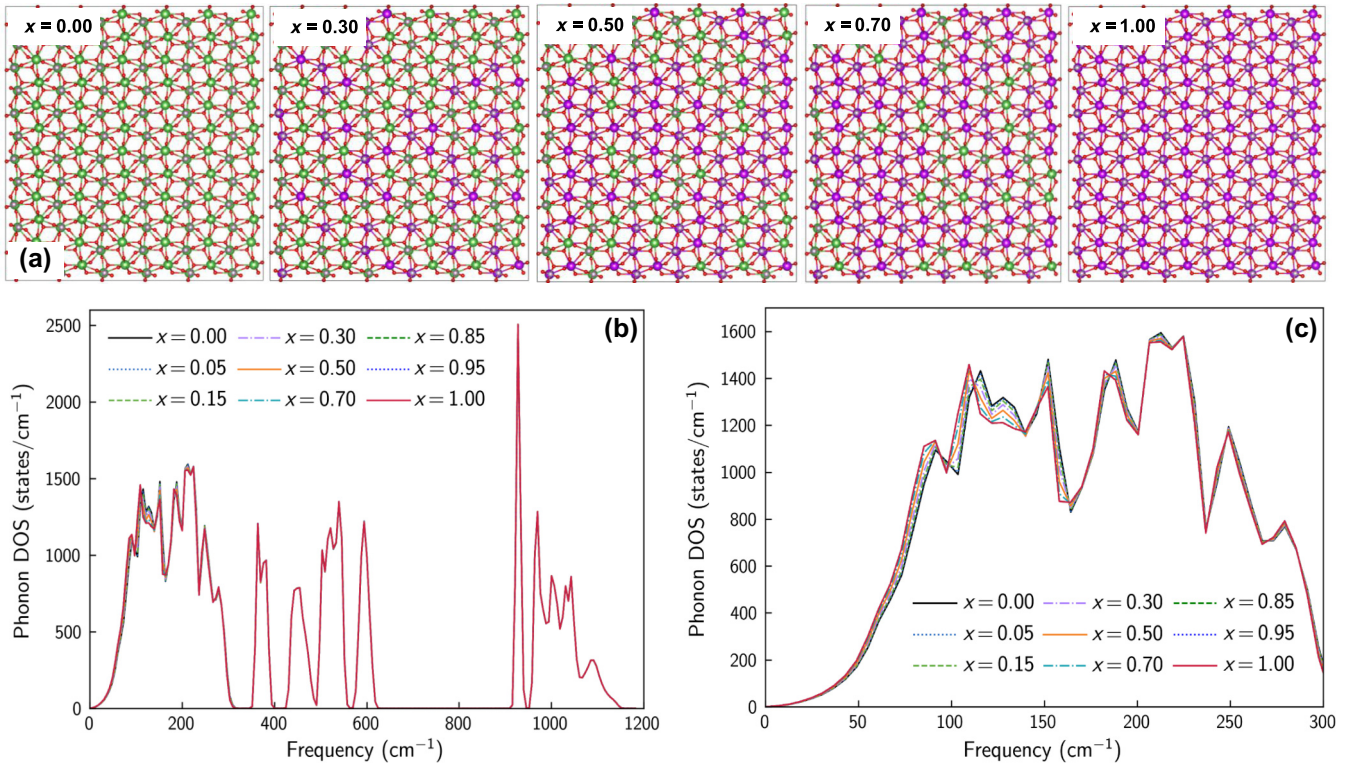 x = 0.00
x = 0.30
x = 0.50
x = 0.70
x = 1.00
(a)
(b)
2500
2000
1500
1000
500
0
Phonon DOS (states/cm⁻¹)
x = 0.00 x = 0.30 x = 0.85
x = 0.05 x = 0.50 x = 0.95
x = 0.15 x = 0.70 x = 1.00
0 200 400 600 800 1000 1200
Frequency (cm⁻¹)
(c)
1600
1400
1200
1000
800
600
400
200
0
Phonon DOS (states/cm⁻¹)
x = 0.00 x = 0.30 x = 0.85
x = 0.05 x = 0.50 x = 0.95
x = 0.15 x = 0.70 x = 1.00
0 50 100 150 200 250 300
Frequency (cm⁻¹)